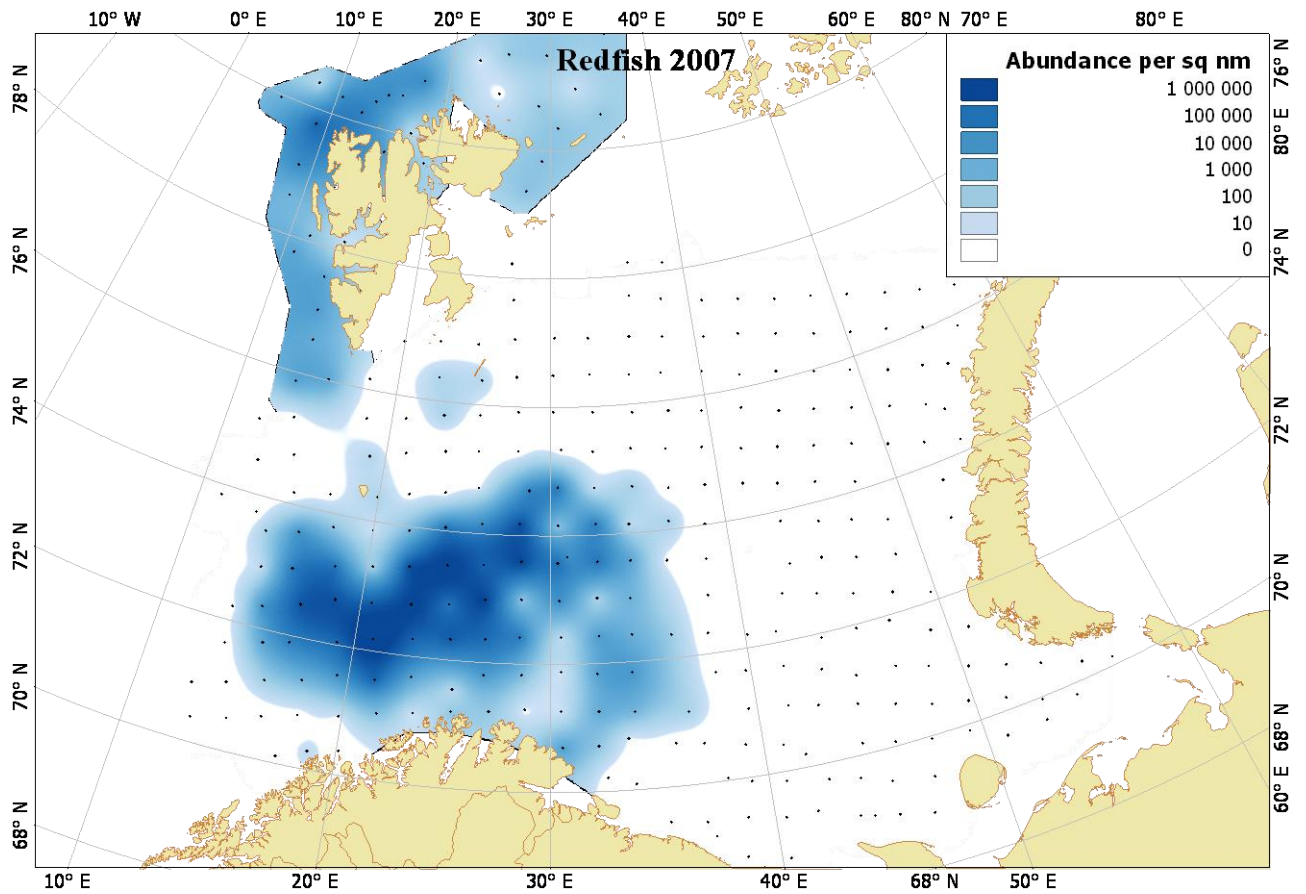 10° W 0° E 10° E 20° E 30° E 40° E 80° N 70° E 80° E
Redfish 2007
Abundance per sq nm
1 000 000
100 000
10 000
1 000
100
10
0
78° N
76° N
74° N
72° N
70° N
68° N
76° N
80° E
74° N
72° N
70° N
68° N
60° E
10° E 20° E 30° E 40° E 68° N 50° E